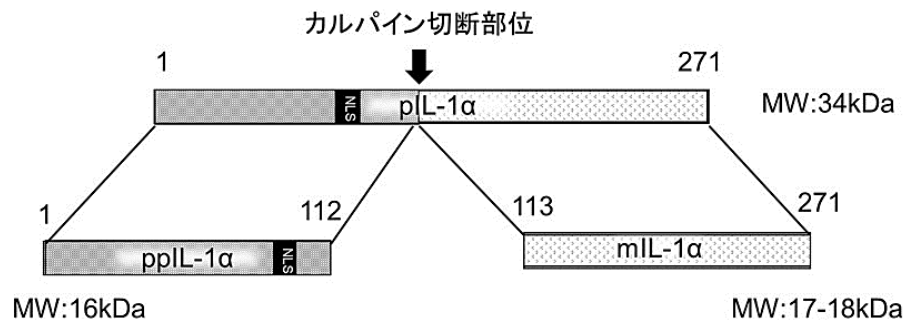 カルパイン切断部位
1
271
NLS
pIL-1α
MW:34kDa
1
112
113
271
ppIL-1α
NLS
mIL-1α
MW:16kDa
MW:17-18kDa